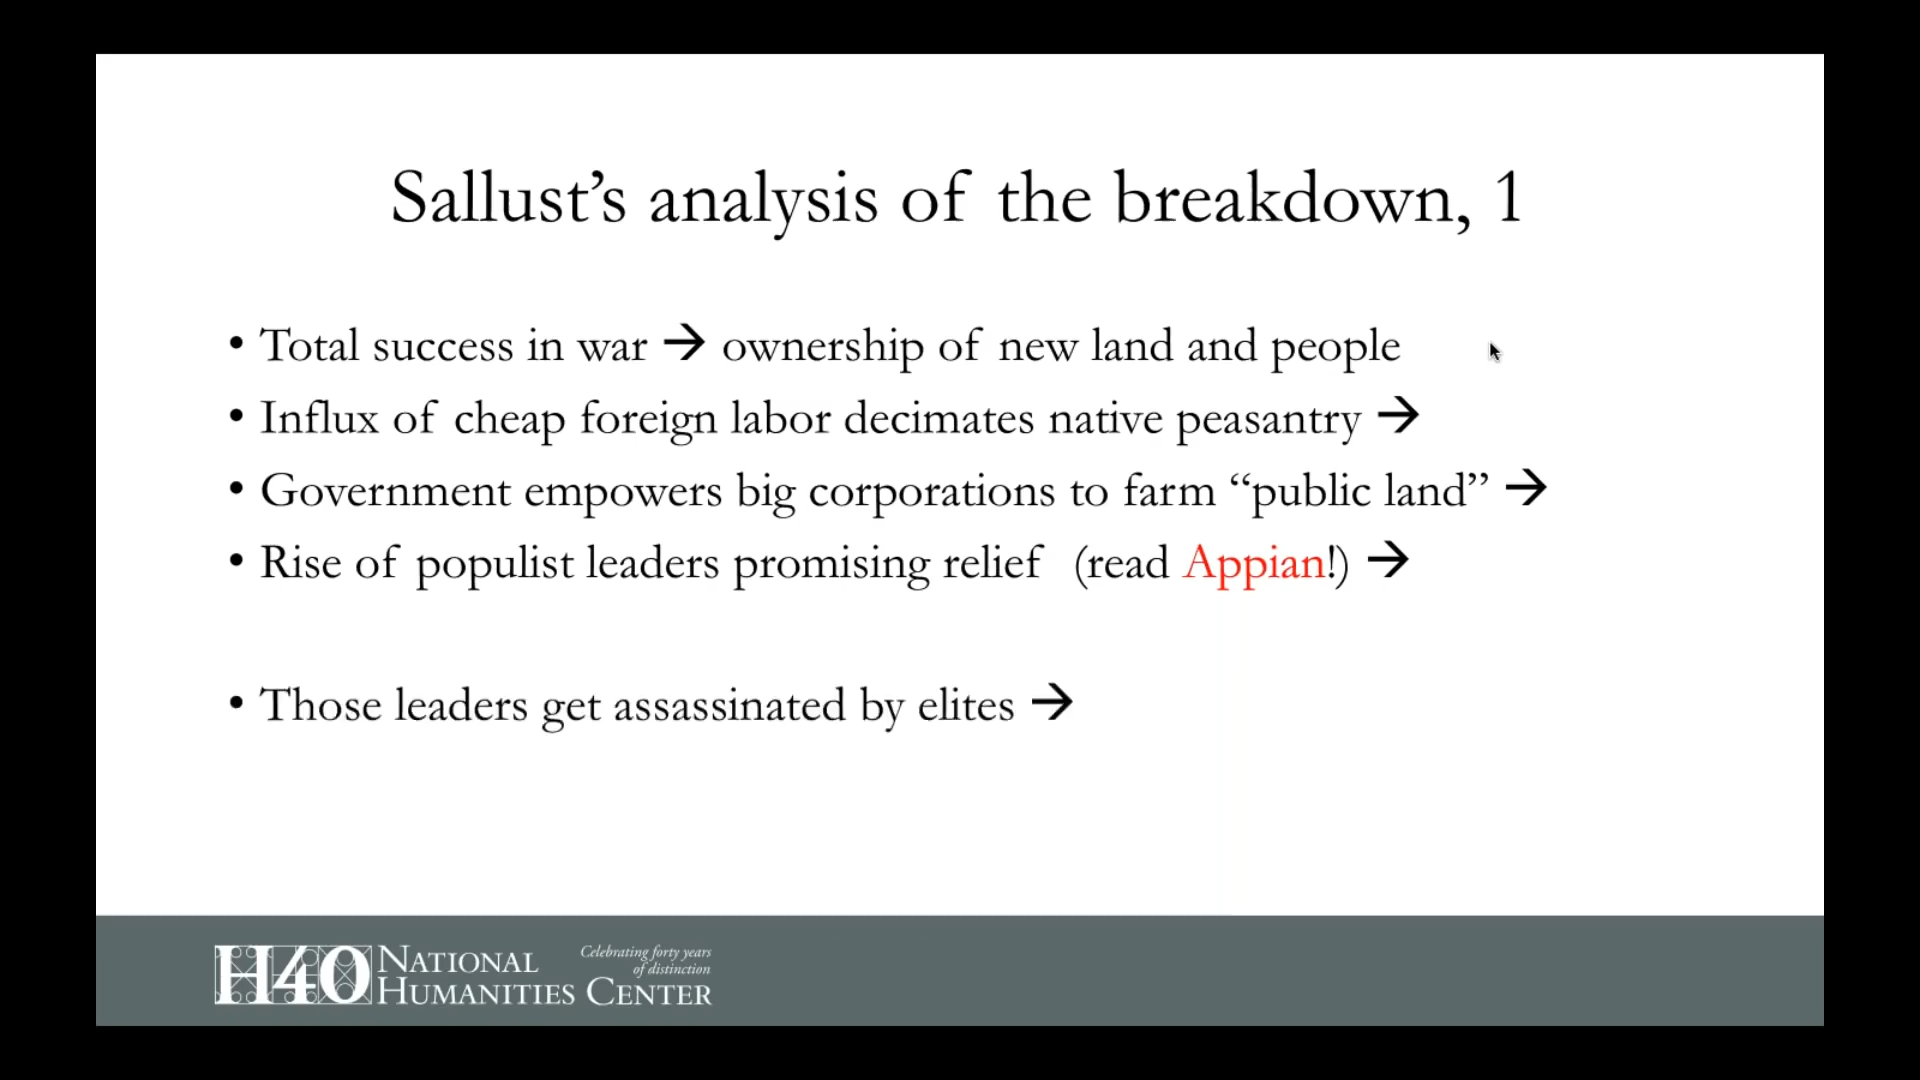 Sallust’s analysis of the breakdown, 1
• Total success in war → ownership of new land and people
• Influx of cheap foreign labor decimates native peasantry →
• Government empowers big corporations to farm “public land” →
• Rise of populist leaders promising relief (read Appian!) →
• Those leaders get assassinated by elites →
H40 NATIONAL HUMANITIES CENTER
Celebrating forty years
of distinction